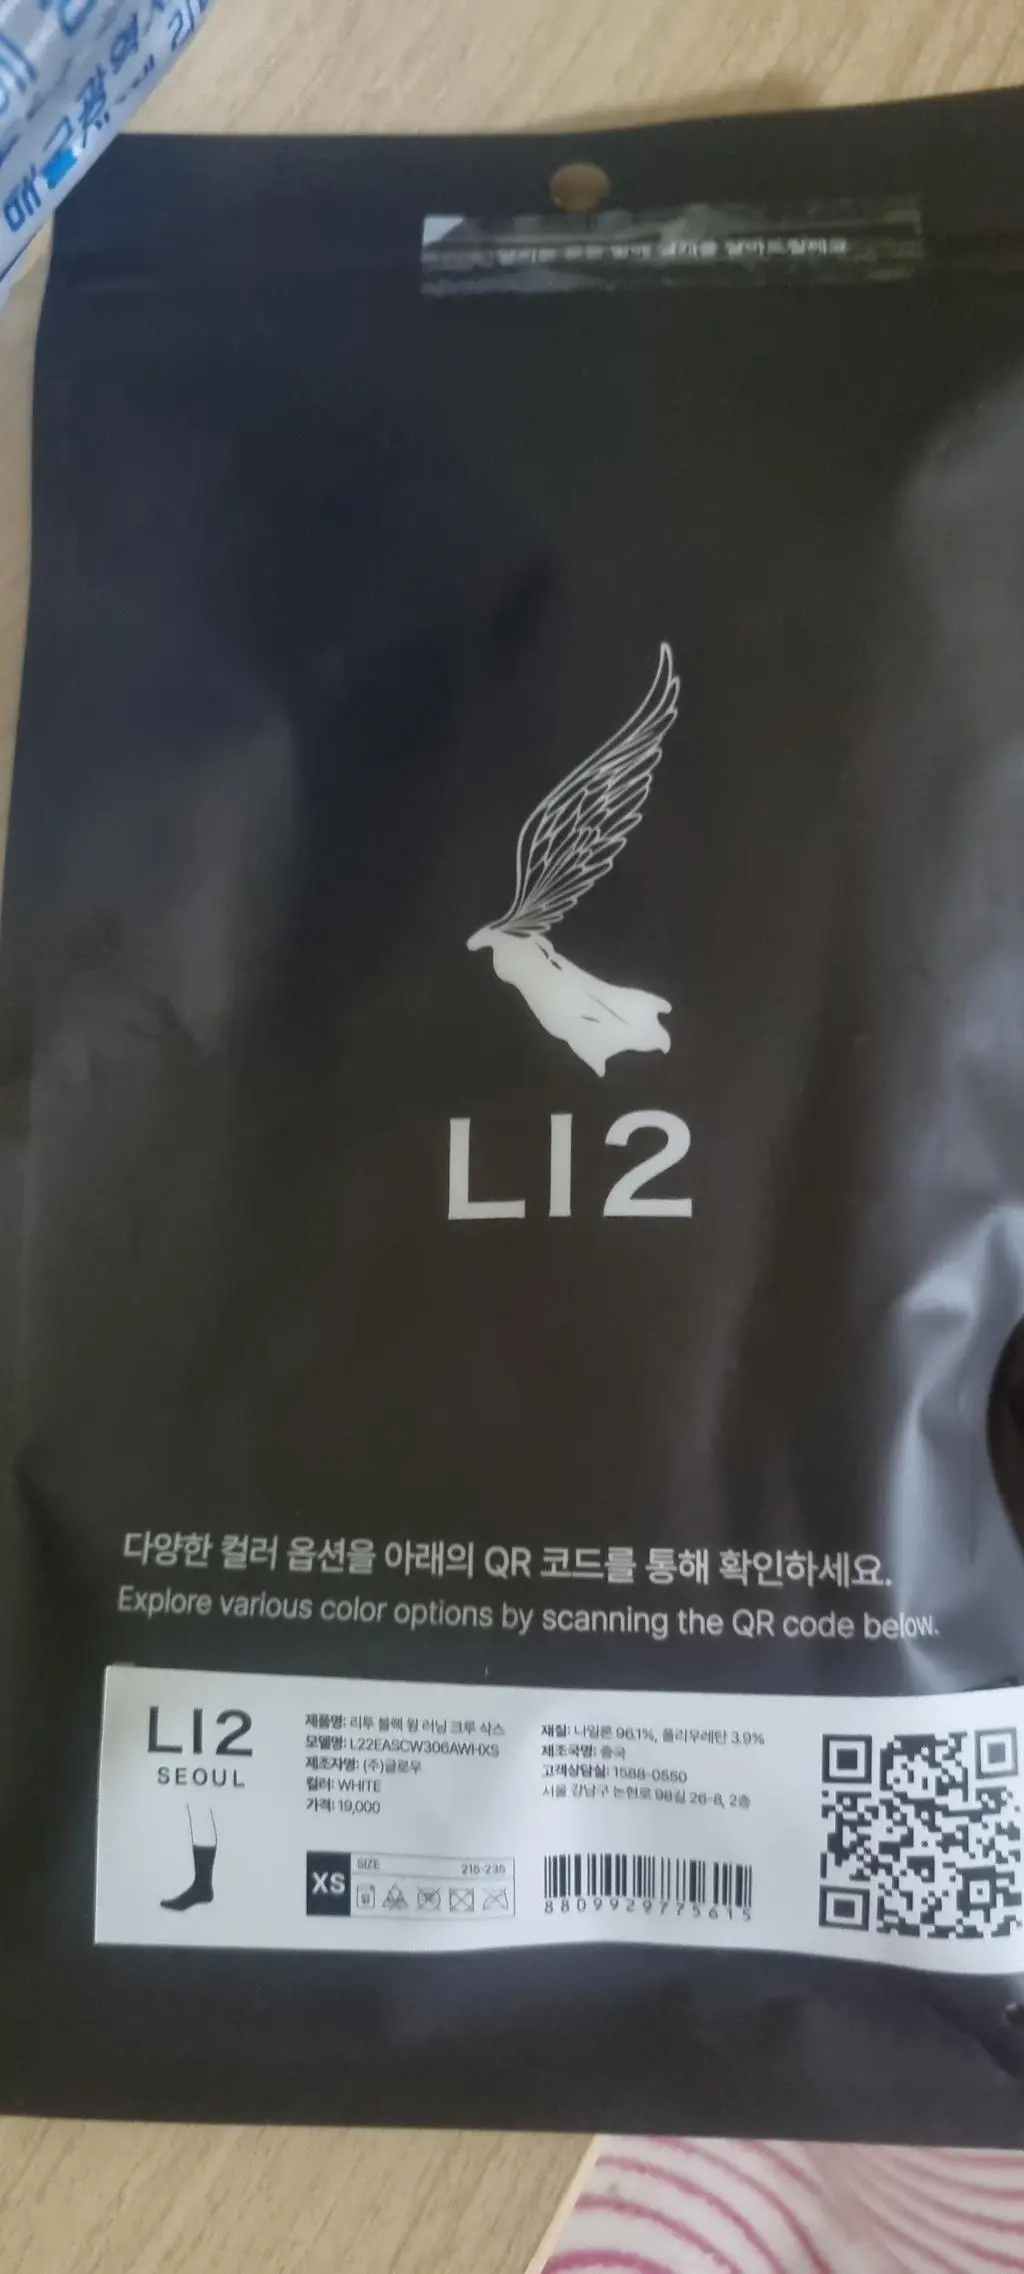 LI2
다양한 컬러 옵션을 아래의 QR 코드를 통해 확인하세요.
Explore various color options by scanning the QR code below.
LI2
SEOUL
제품명: 리투 블랙 윙 러닝 크루 삭스
모델명: L22EASCW306AWHXS
제조자명: (주)글로우
컬러: WHITE
가격: 19,000
XS
SIZE
215-235
재질: 나일론 96.1%, 폴리우레탄 3.9%
제조국명: 중국
고객상담실: 1588-0550
서울 강남구 논현로98길 26-8, 2층
8809929775615